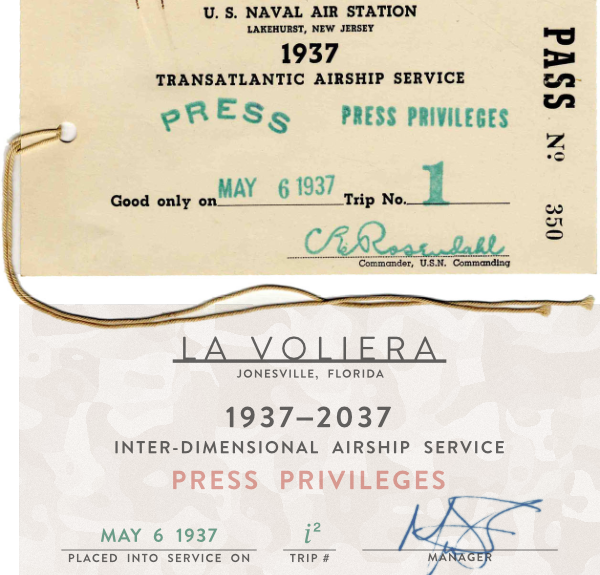 U. S. NAVAL AIR STATION
LAKEHURST, NEW JERSEY
1937
TRANSATLANTIC AIRSHIP SERVICE
PRESS PRESS PRIVILEGES
Good only on MAY 6 1937 Trip No. 1
C E Rosendahl
Commander, U.S.N. Commanding
PASS Nº. 350
LA VOLIERA
JONESVILLE, FLORIDA
1937–2037
INTER-DIMENSIONAL AIRSHIP SERVICE
PRESS PRIVILEGES
MAY 6 1937 i²
PLACED INTO SERVICE ON TRIP # MANAGER